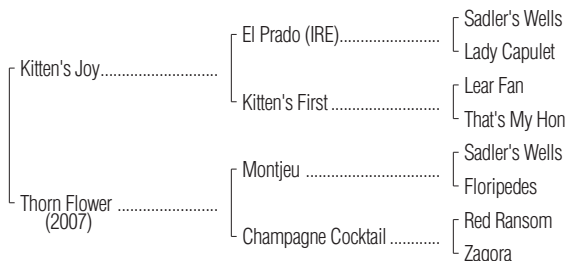 Sadler's Wells
El Prado (IRE)........................
Lady Capulet
Kitten's Joy............................
Lear Fan
Kitten's First ..........................
That's My Hon
Sadler's Wells
Montjeu ................................
Floripedes
Thorn Flower ........................
(2007)
Red Ransom
Champagne Cocktail ............
Zagora